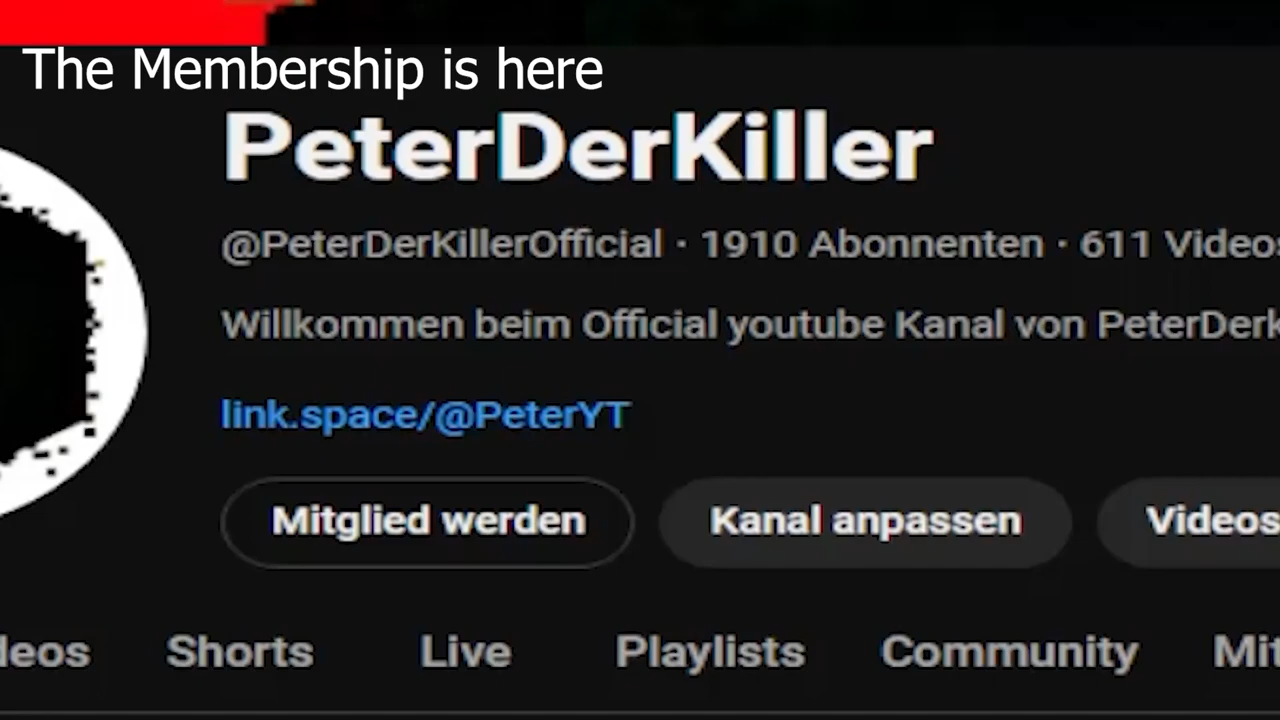 The Membership is here
PeterDerKiller
@PeterDerKillerOfficial · 1910 Abonnenten · 611 Videos
Willkommen beim Official youtube Kanal von
link.space/@PeterYT
Mitglied werden Kanal anpassen Videos
Shorts Live Playlists Community